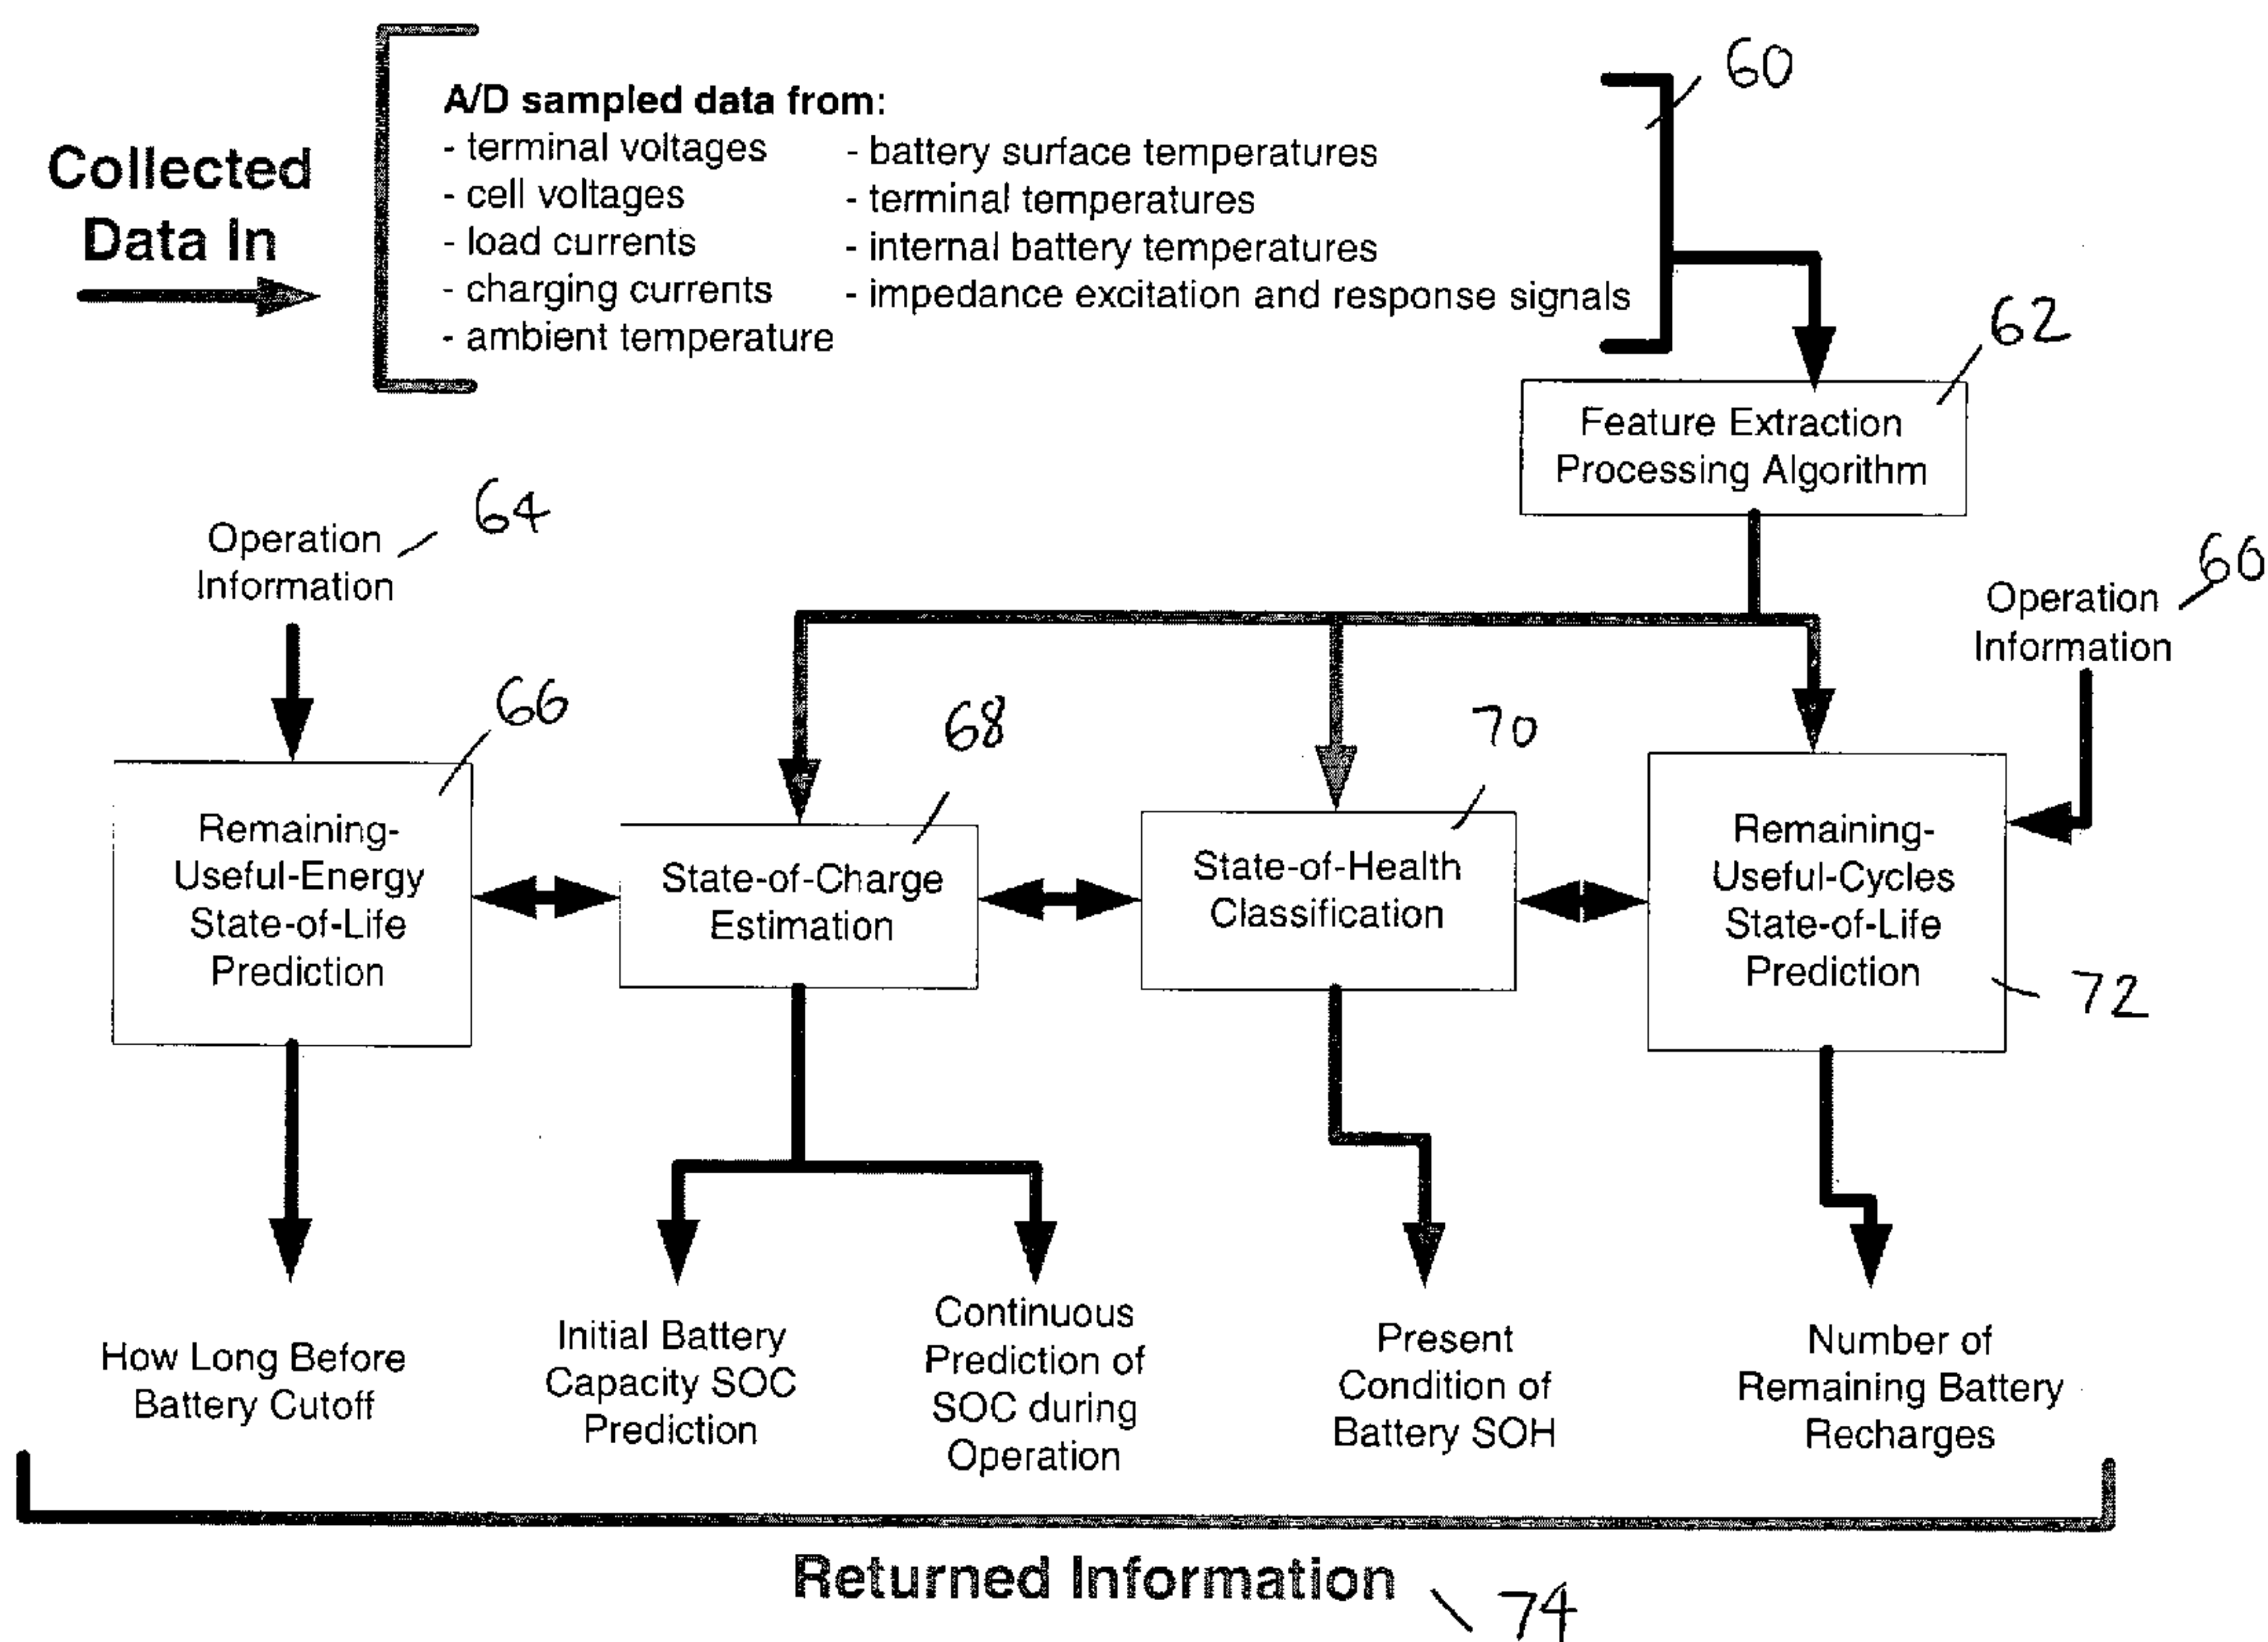 60
A/D sampled data from:
Collected
Data In
- terminal voltages
- cell voltages
- load currents
- charging currents
- ambient temperature
- battery surface temperatures
- terminal temperatures
- internal battery temperatures
- impedance excitation and response signals
62
Feature Extraction
Processing Algorithm
64
Operation
Information
60
Operation
Information
66
Remaining-
Useful-Energy
State-of-Life
Prediction
68
State-of-Charge
Estimation
70
State-of-Health
Classification
Remaining-
Useful-Cycles
State-of-Life
Prediction
72
How Long Before
Battery Cutoff
Initial Battery
Capacity SOC
Prediction
Continuous
Prediction of
SOC during
Operation
Present
Condition of
Battery SOH
Number of
Remaining Battery
Recharges
Returned Information
74